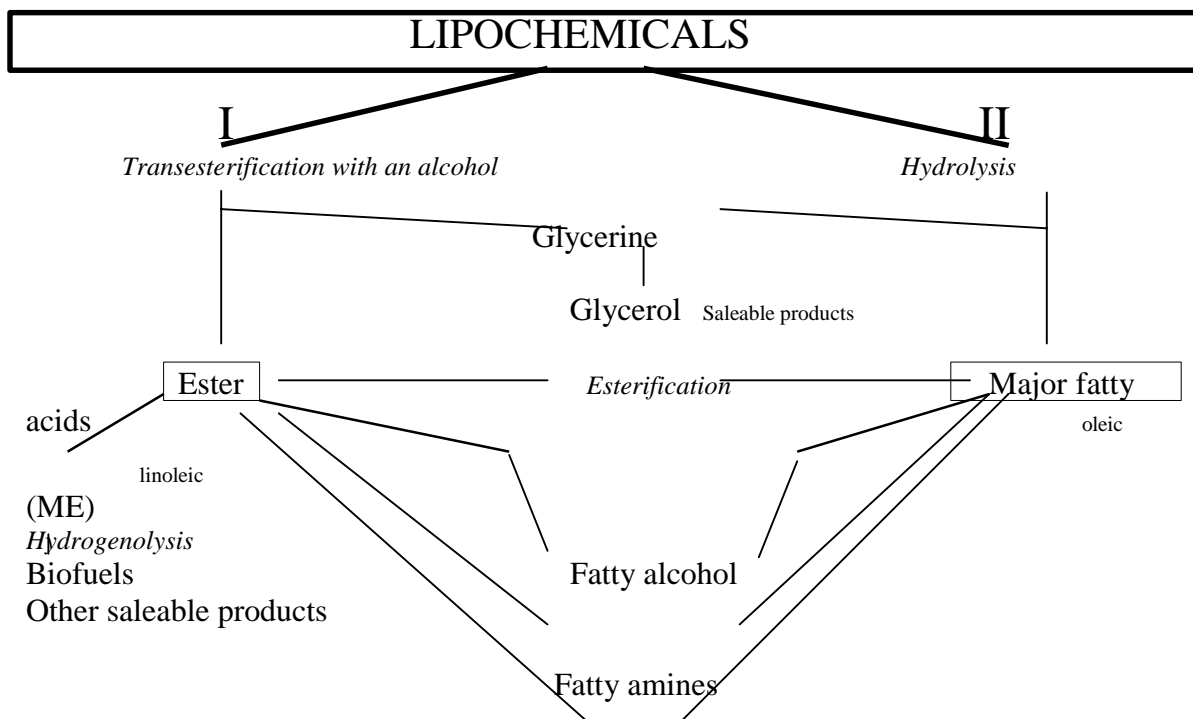 LIPOCHEMICALS
I II
Transesterification with an alcohol Hydrolysis
Glycerine
Glycerol Saleable products
Ester Esterification Major fatty
acids oleic
linoleic
(ME)
Hydrogenolysis
Biofuels Fatty alcohol
Other saleable products
Fatty amines